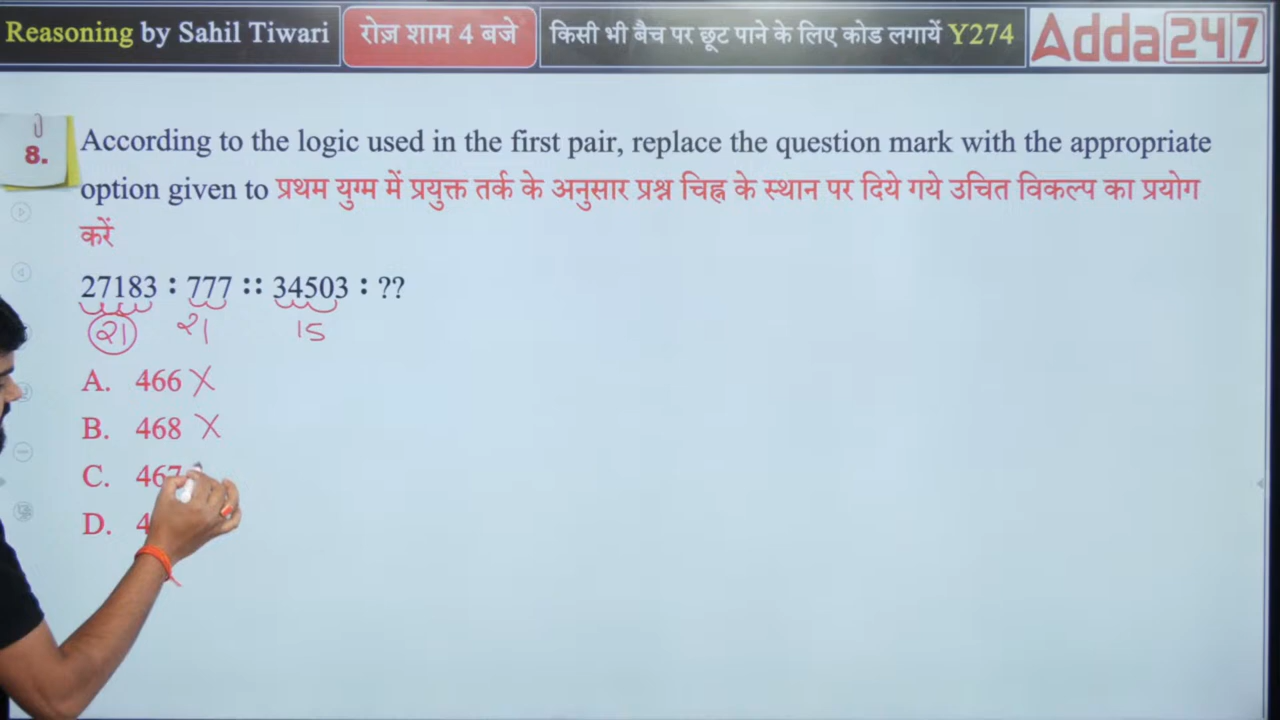 Reasoning by Sahil Tiwari रोज़ शाम 4 बजे किसी भी बैच पर छूट पाने के लिए कोड लगायें Y274 Adda247
8.
According to the logic used in the first pair, replace the question mark with the appropriate
option given to प्रथम युग्म में प्रयुक्त तर्क के अनुसार प्रश्न चिह्न के स्थान पर दिये गये उचित विकल्प का प्रयोग
करें
27183 : 777 :: 34503 : ??
21 21 15
A. 466 X
B. 468 X
C. 467
D. 4